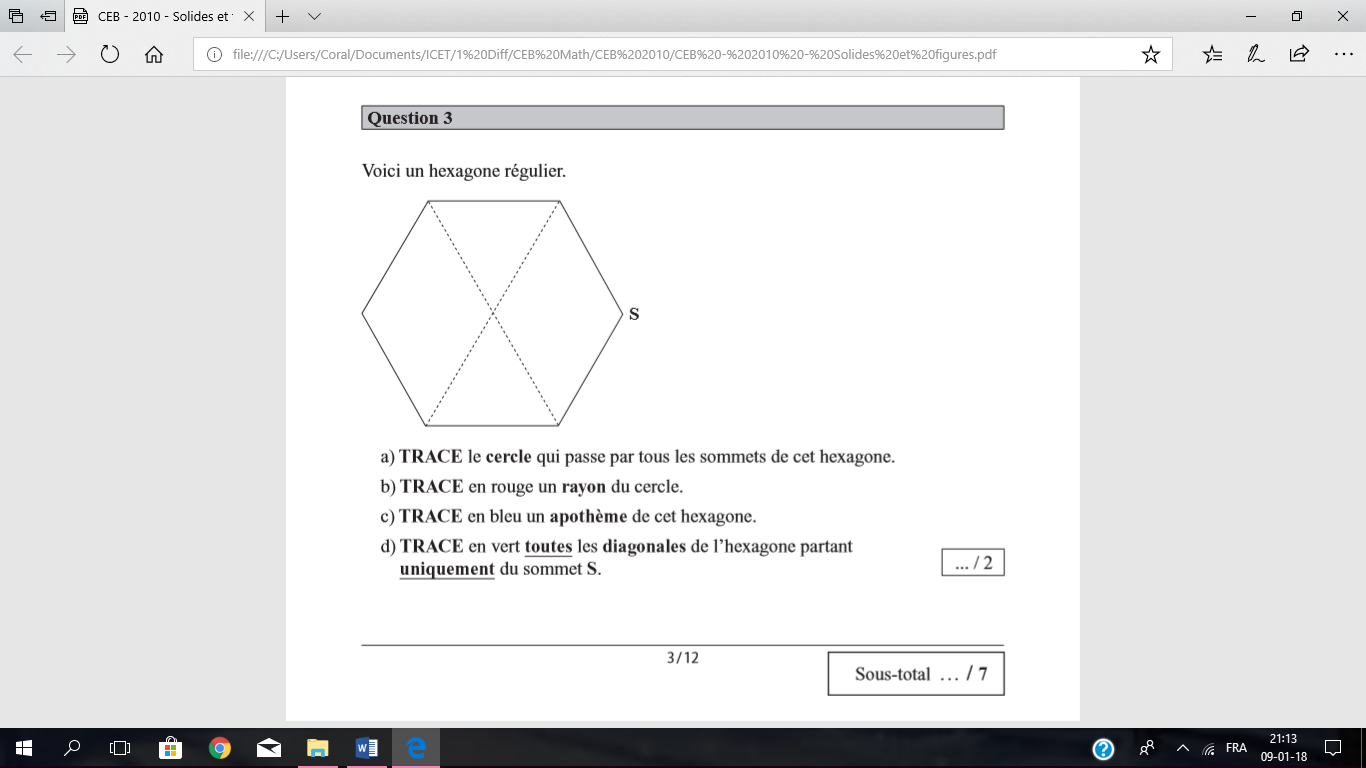 CEB - 2010 - Solides et
file:///C:/Users/Coral/Documents/ICET/1%20Diff/CEB%20Math/CEB%202010/CEB%20-%202010%20-%20Solides%20et%20figures.pdf
Question 3
Voici un hexagone régulier.
S
a) TRACE le cercle qui passe par tous les sommets de cet hexagone.
b) TRACE en rouge un rayon du cercle.
c) TRACE en bleu un apothème de cet hexagone.
d) TRACE en vert toutes les diagonales de l'hexagone partant
uniquement du sommet S.
... / 2
3/12
Sous-total ... / 7
FRA
21:13
09-01-18